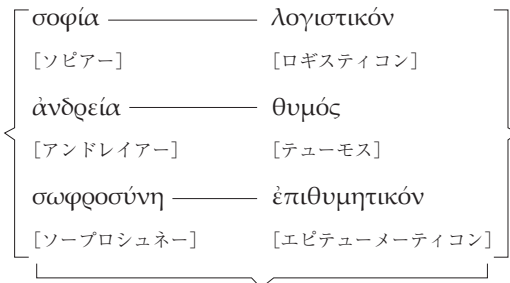 σοφία λογιστικόν
[ソピアー] [ロギスティコン]
ἀνδρεία θυμός
[アンドレイアー] [テューモス]
σωφροσύνη ἐπιθυμητικόν
[ソープロシュネー] [エピテューメーティコン]